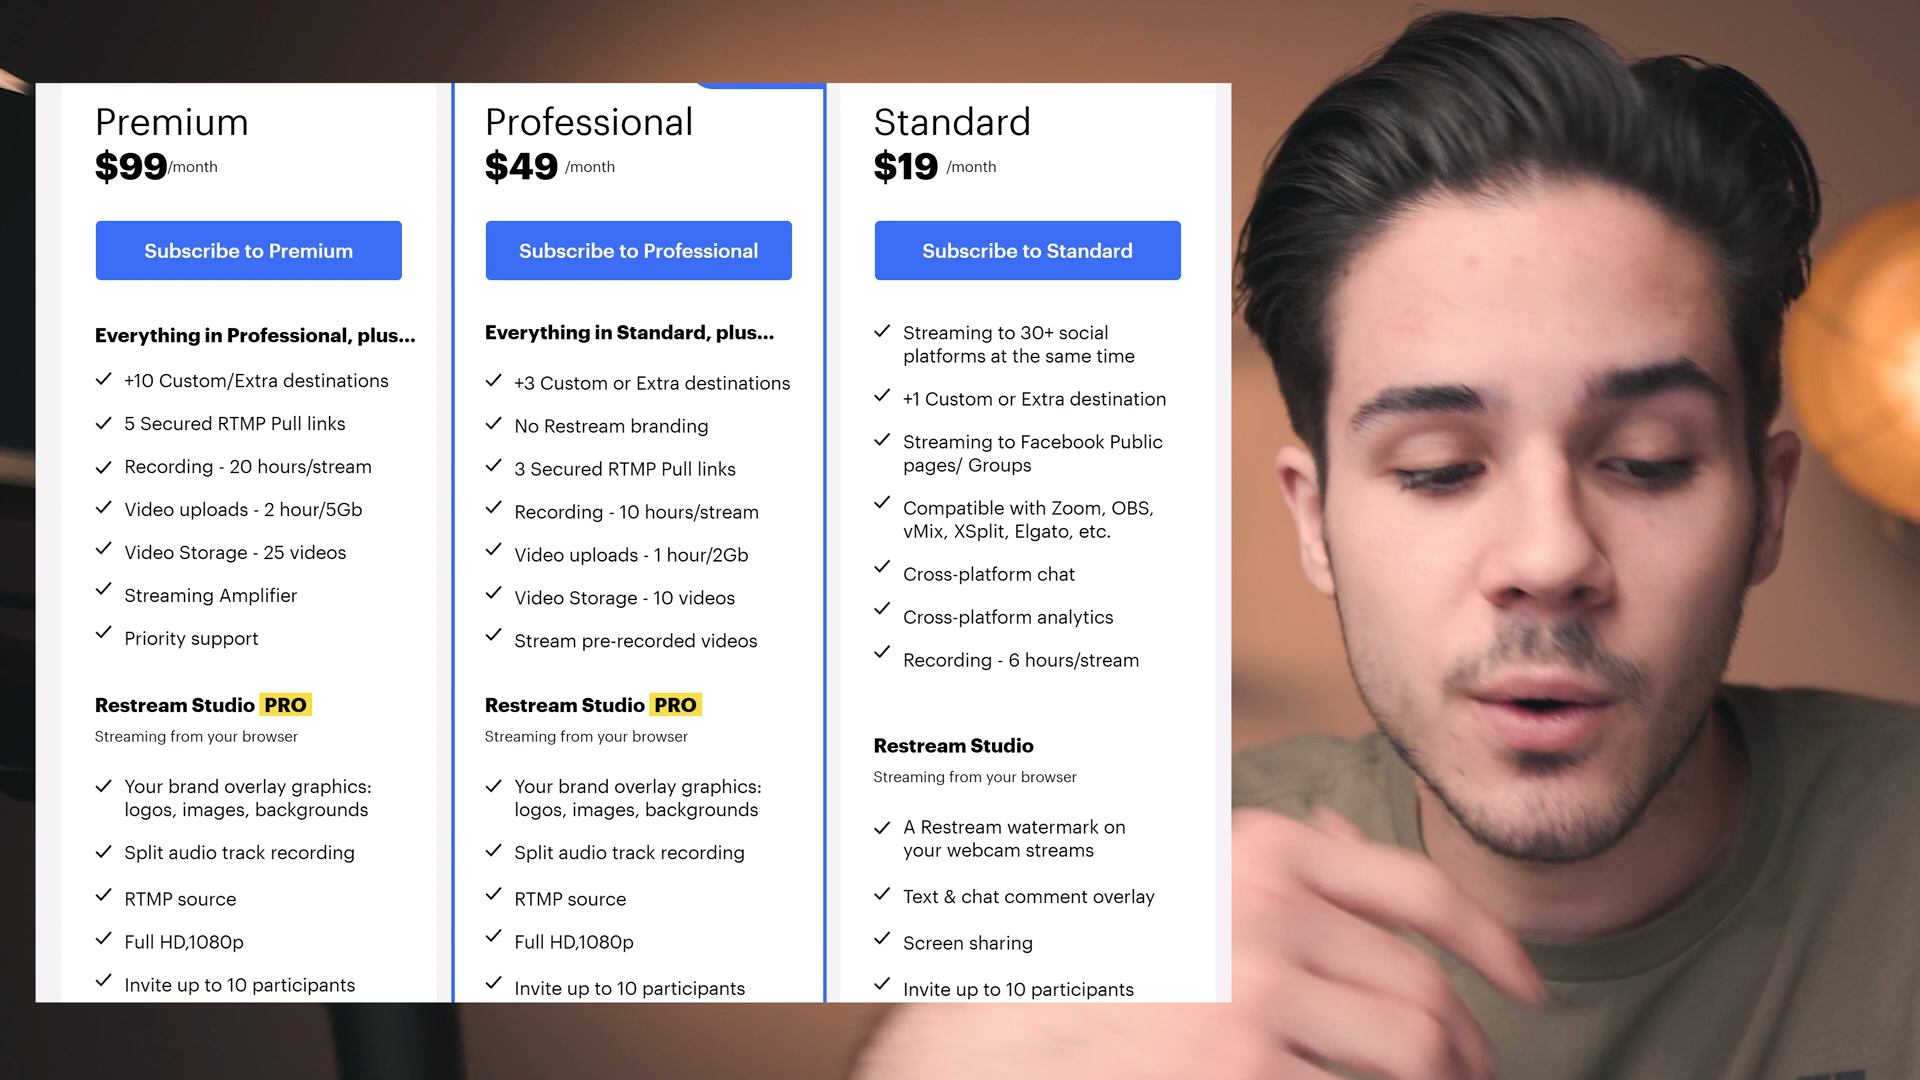 Premium
$99/month
Subscribe to Premium
Everything in Professional, plus...
+10 Custom/Extra destinations
5 Secured RTMP Pull links
Recording - 20 hours/stream
Video uploads - 2 hour/5Gb
Video Storage - 25 videos
Streaming Amplifier
Priority support
Restream Studio PRO
Streaming from your browser
Your brand overlay graphics:
logos, images, backgrounds
Split audio track recording
RTMP source
Full HD,1080p
Invite up to 10 participants
Professional
$49 /month
Subscribe to Professional
Everything in Standard, plus...
+3 Custom or Extra destinations
No Restream branding
3 Secured RTMP Pull links
Recording - 10 hours/stream
Video uploads - 1 hour/2Gb
Video Storage - 10 videos
Stream pre-recorded videos
Restream Studio PRO
Streaming from your browser
Your brand overlay graphics:
logos, images, backgrounds
Split audio track recording
RTMP source
Full HD,1080p
Invite up to 10 participants
Standard
$19 /month
Subscribe to Standard
Streaming to 30+ social
platforms at the same time
+1 Custom or Extra destination
Streaming to Facebook Public
pages/ Groups
Compatible with Zoom, OBS,
vMix, XSplit, Elgato, etc.
Cross-platform chat
Cross-platform analytics
Recording - 6 hours/stream
Restream Studio
Streaming from your browser
A Restream watermark on
your webcam streams
Text & chat comment overlay
Screen sharing
Invite up to 10 participants